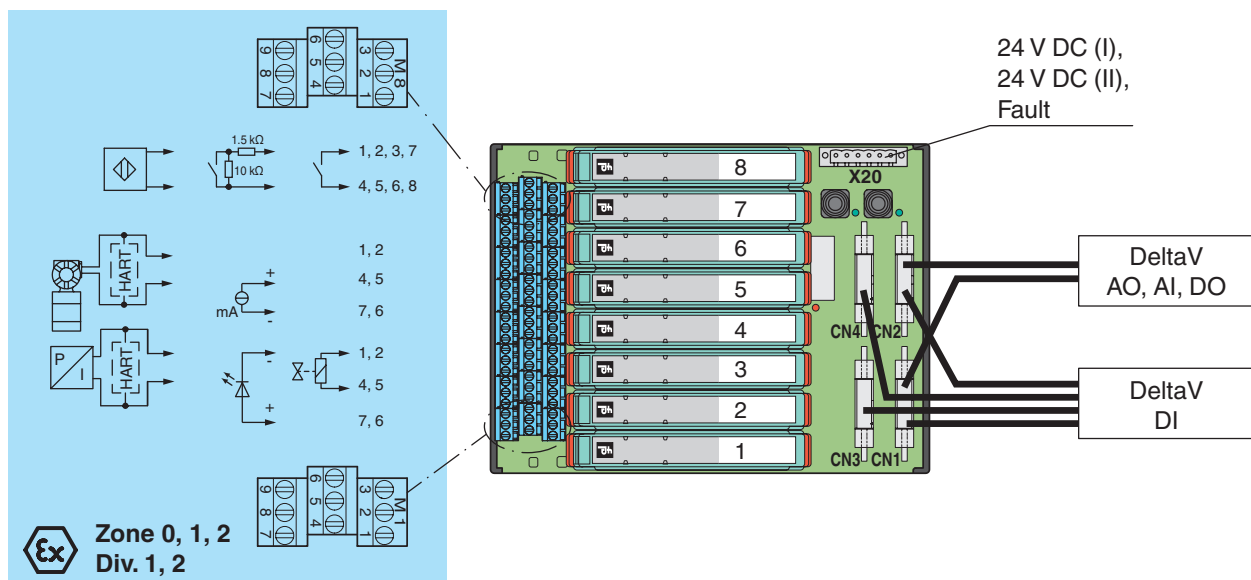 24 V DC (I),
24 V DC (II),
Fault
9 8 7
6 5 4
3 2 1
M 8
1.5 kΩ
10 kΩ
1, 2, 3, 7
4, 5, 6, 8
HART
1, 2
4, 5
7, 6
mA
+
-
P
I
HART
-
+
1, 2
4, 5
7, 6
9 8 7
6 5 4
3 2 1
M 1
Ex
Zone 0, 1, 2
Div. 1, 2
8
7
6
5
4
3
2
1
X20
CN4
CN2
CN3
CN1
DeltaV
AO, AI, DO
DeltaV
DI